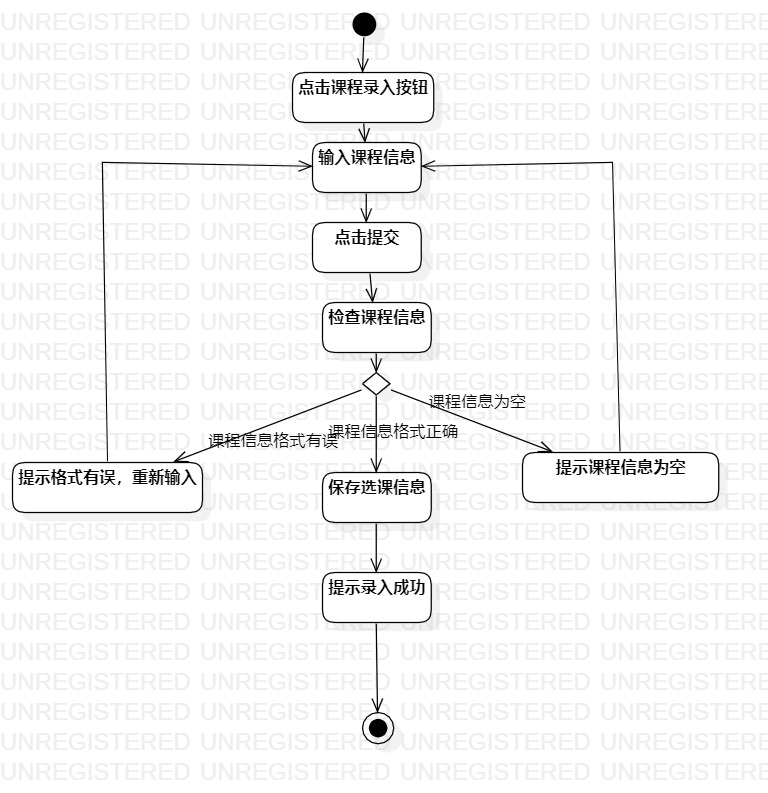 点击课程录入按钮
输入课程信息
点击提交
检查课程信息
课程信息为空
课程信息格式有误
课程信息格式正确
提示格式有误，重新输入
保存选课信息
提示课程信息为空
提示录入成功
UNREGISTERED UNREGISTERED UNREGISTERED UNREGISTERED